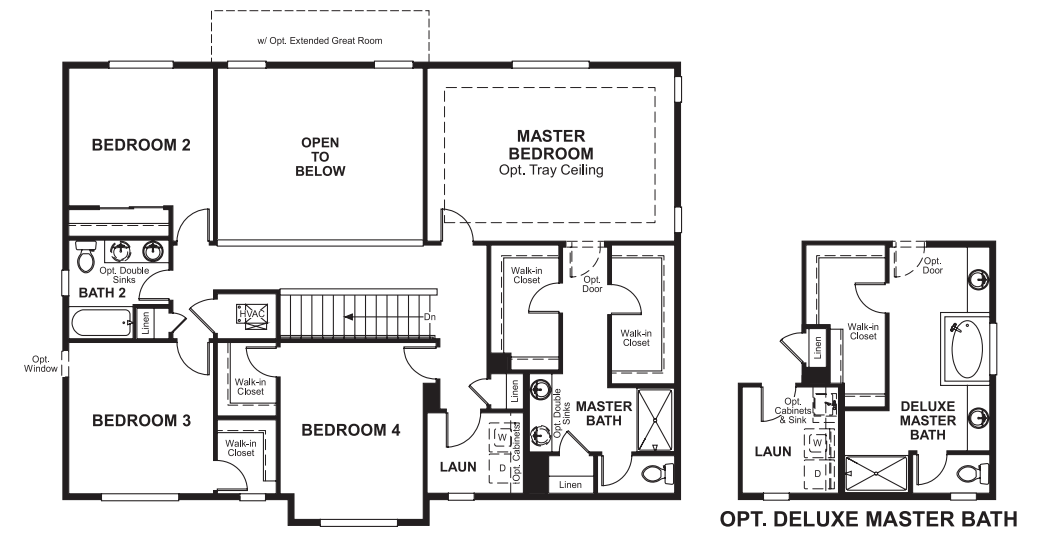 w/ Opt. Extended Great Room
BEDROOM 2
OPEN
TO
BELOW
MASTER
BEDROOM
Opt. Tray Ceiling
Opt. Double
Sinks
BATH 2
Linen
HVAC
Dn
Walk-in
Closet
Opt.
Door
Walk-in
Closet
Opt.
Window
BEDROOM 3
Walk-in
Closet
Walk-in
Closet
BEDROOM 4
Linen
LAUN
W
D
Opt. Cabinets
Opt. Double
Sinks
MASTER
BATH
Linen
Opt.
Door
Walk-in
Closet
Linen
Opt.
Cabinets
& Sink
LAUN
W
D
DELUXE
MASTER
BATH
OPT. DELUXE MASTER BATH